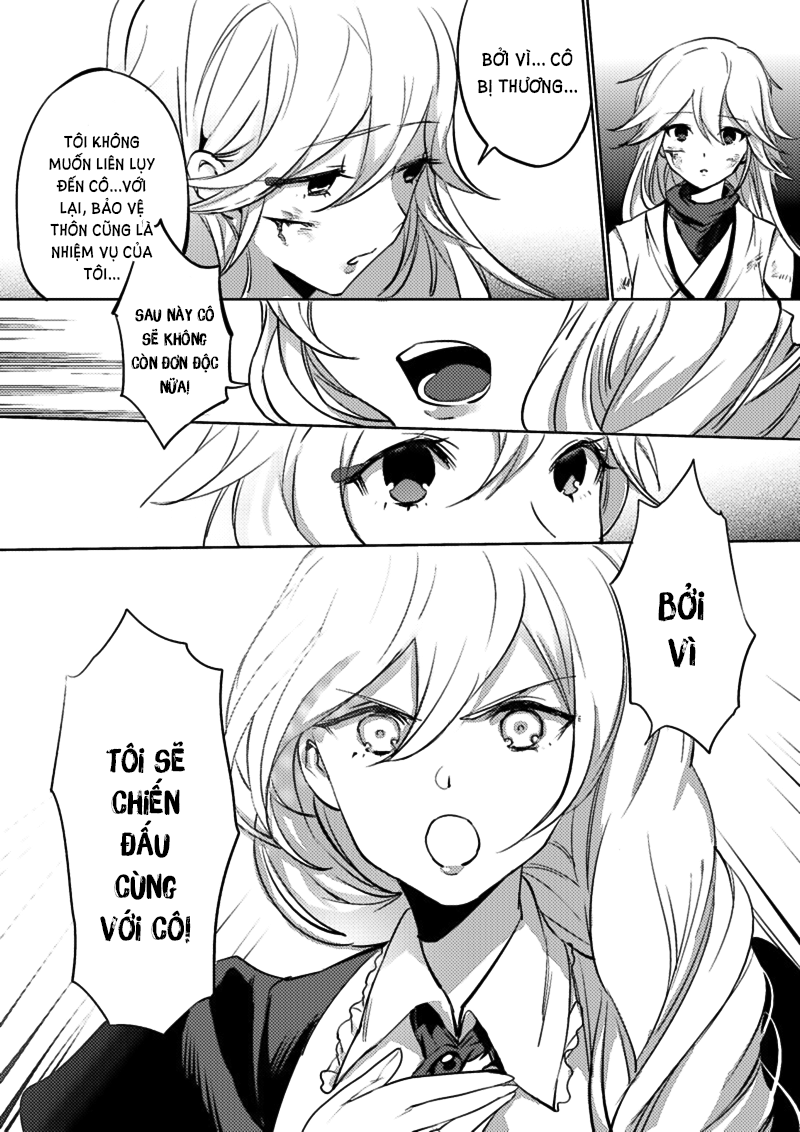 BỞI VÌ... CÔ
BỊ THƯƠNG...
TÔI KHÔNG
MUỐN LIÊN LỤY
ĐẾN CÔ...VỚI
LẠI, BẢO VỆ
THÔN CŨNG LÀ
NHIỆM VỤ CỦA
TÔI...
SAU NÀY CÔ
SẼ KHÔNG
CÒN ĐƠN ĐỘC
NỮA!
BỞI
VÌ
TÔI SẼ
CHIẾN
ĐẤU
CÙNG
VỚI CÔ!